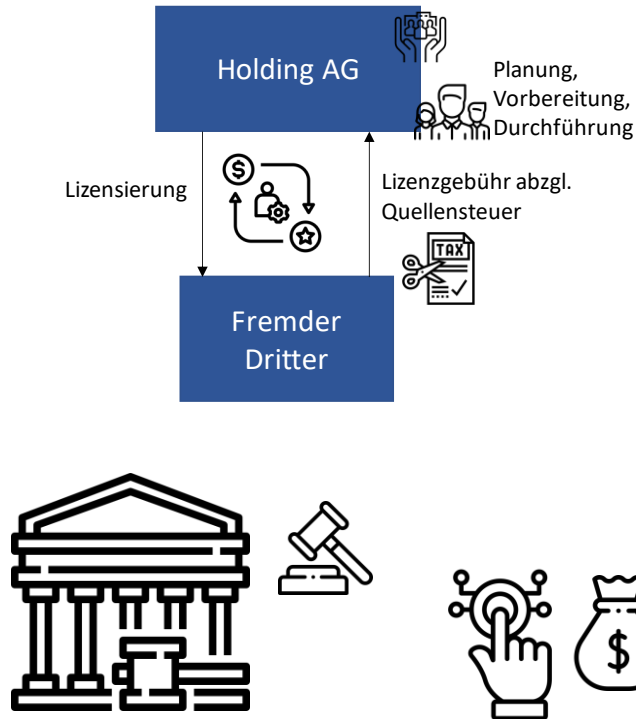 Holding AG
Planung,
Vorbereitung,
Durchführung
Lizensierung
$
Lizenzgebühr abzgl.
Quellensteuer
TAX
Fremder
Dritter
$